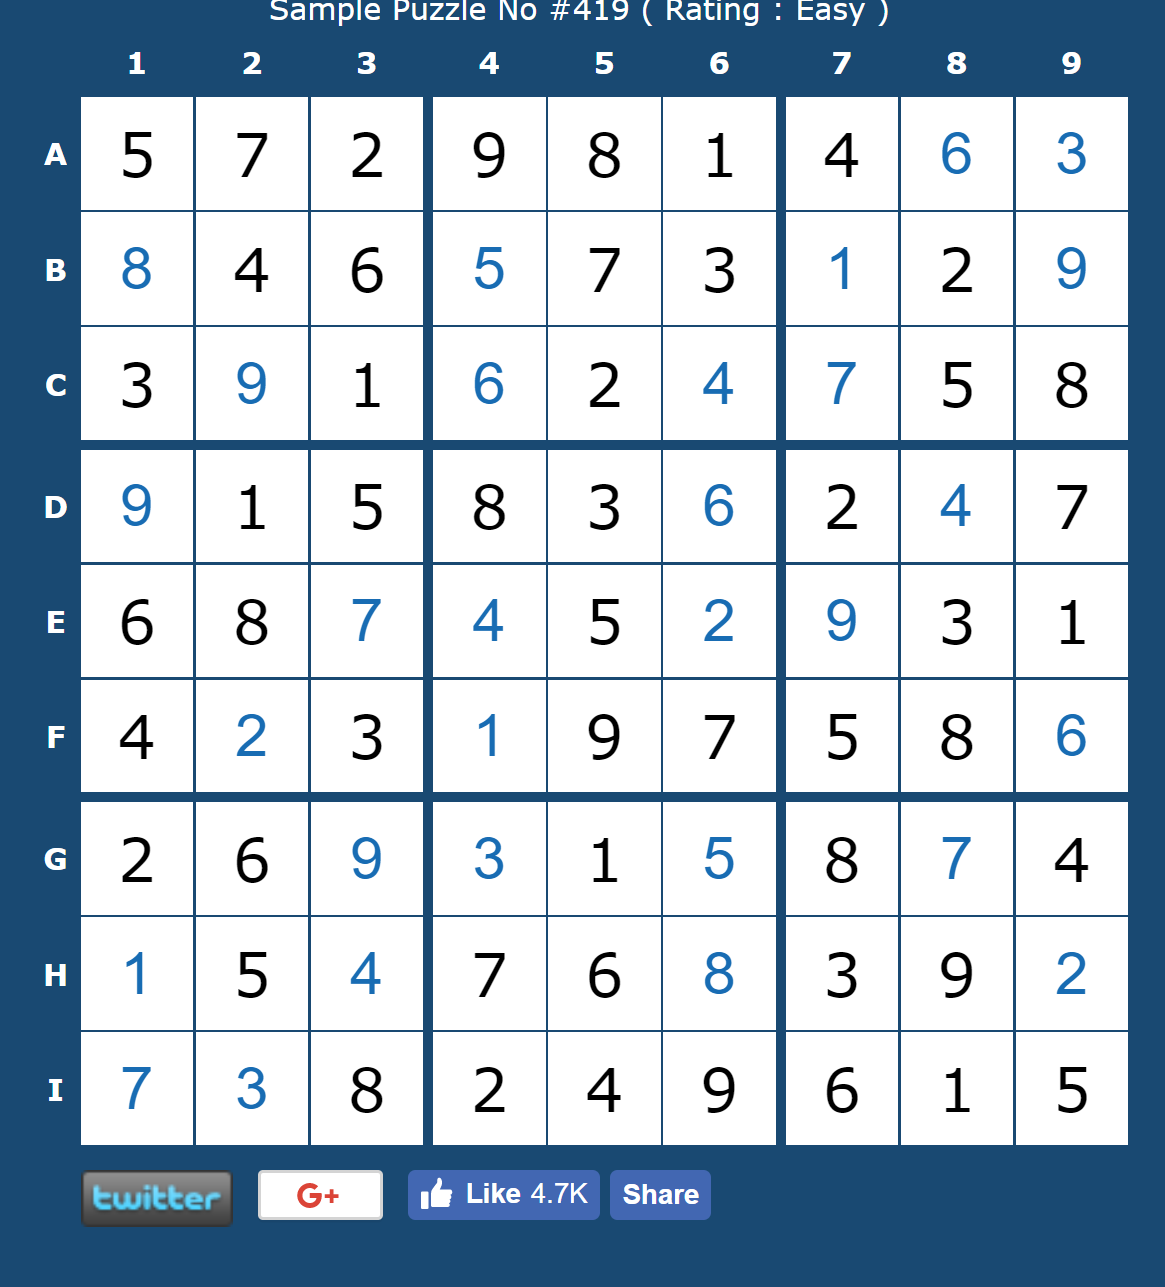 Sample Puzzle No #419 ( Rating : Easy )
1 2 3 4 5 6 7 8 9
A 5 7 2 9 8 1 4 6 3
B 8 4 6 5 7 3 1 2 9
C 3 9 1 6 2 4 7 5 8
D 9 1 5 8 3 6 2 4 7
E 6 8 7 4 5 2 9 3 1
F 4 2 3 1 9 7 5 8 6
G 2 6 9 3 1 5 8 7 4
H 1 5 4 7 6 8 3 9 2
I 7 3 8 2 4 9 6 1 5
twitter G+ Like 4.7K Share